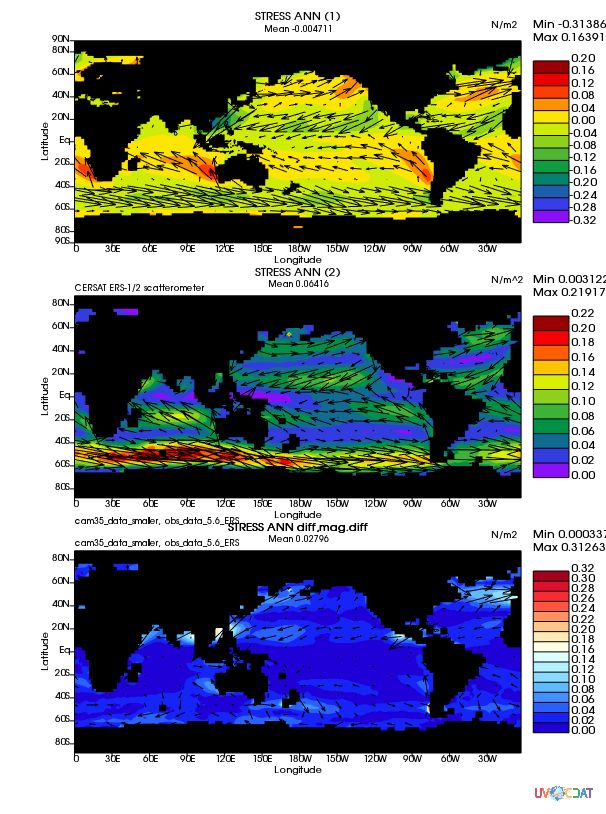 STRESS ANN (1)
Mean -0.004711
N/m2
Min -0.31386
Max 0.16391
90N
80N
60N
40N
20N
Eq
20S
40S
60S
80S
90S
Latitude
0 30E 60E 90E 120E 150E 180W 150W 120W 90W 60W 30W
Longitude
0.20
0.16
0.12
0.08
0.04
0.00
-0.04
-0.08
-0.12
-0.16
-0.20
-0.24
-0.28
-0.32
STRESS ANN (2)
CERSAT ERS-1/2 scatterometer
Mean 0.06416
N/m^2
Min 0.003122
Max 0.21917
80N
60N
40N
20N
Eq
20S
40S
60S
80S
Latitude
0 30E 60E 90E 120E 150E 180W 150W 120W 90W 60W 30W
Longitude
0.22
0.20
0.18
0.16
0.14
0.12
0.10
0.08
0.06
0.04
0.02
0.00
cam35_data_smaller, obs_data_5.6_ERS
STRESS ANN diff,mag.diff
cam35_data_smaller, obs_data_5.6_ERS
Mean 0.02796
N/m2
Min 0.000337
Max 0.31263
80N
60N
40N
20N
Eq
20S
40S
60S
80S
Latitude
0 30E 60E 90E 120E 150E 180W 150W 120W 90W 60W 30W
Longitude
0.32
0.30
0.28
0.26
0.24
0.22
0.20
0.18
0.16
0.14
0.12
0.10
0.08
0.06
0.04
0.02
0.00
UV CDAT